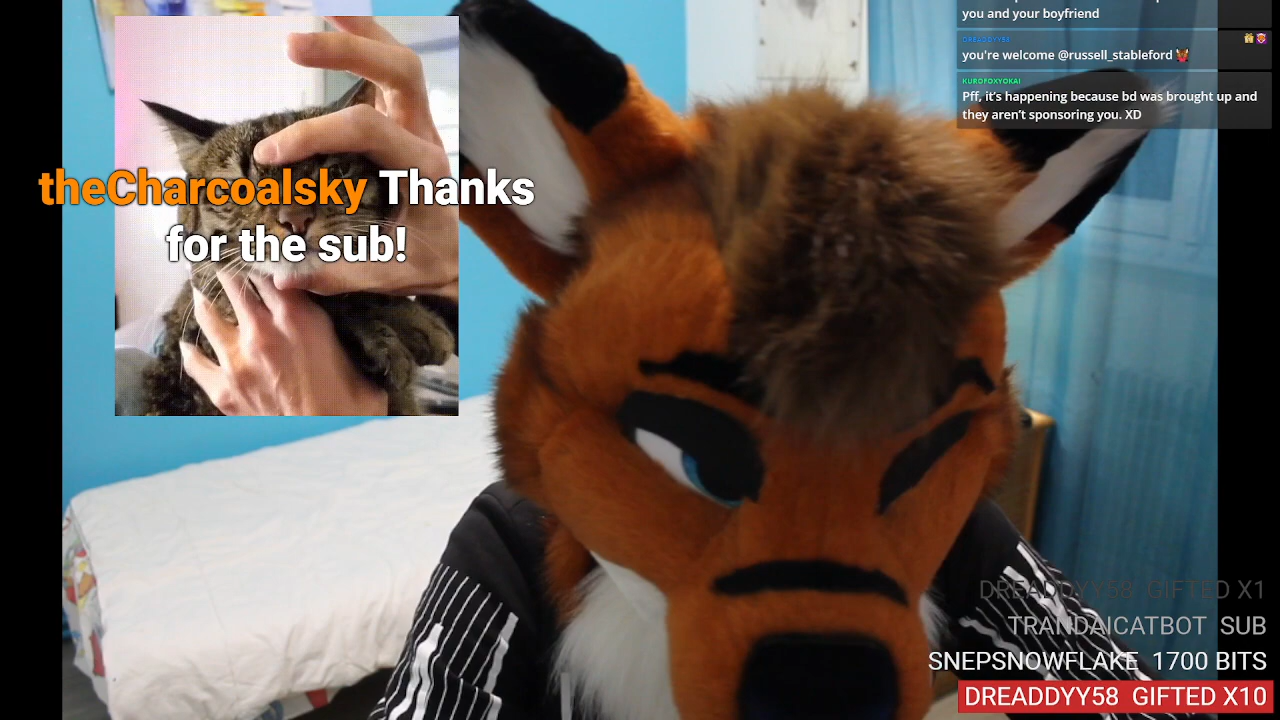 you and your boyfriend
DREADDYY58
you're welcome @russell_stableford
KUROFOXYOKAI
Pff, it's happening because bd was brought up and
they aren't sponsoring you. XD
theCharcoalsky Thanks
for the sub!
DREADDYY58 GIFTED X1
TRANDAICATBOT SUB
SNEPSNOWFLAKE 1700 BITS
DREADDYY58 GIFTED X10